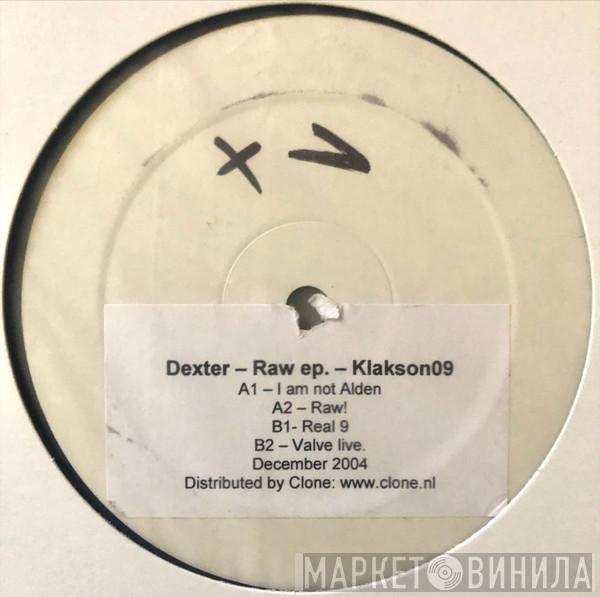 + V
Dexter – Raw ep. – Klakson09
A1 – I am not Alden
A2 – Raw!
B1- Real 9
B2 – Valve live.
December 2004
Distributed by Clone: www.clone.nl
МАРКЕТ ВИНИЛА